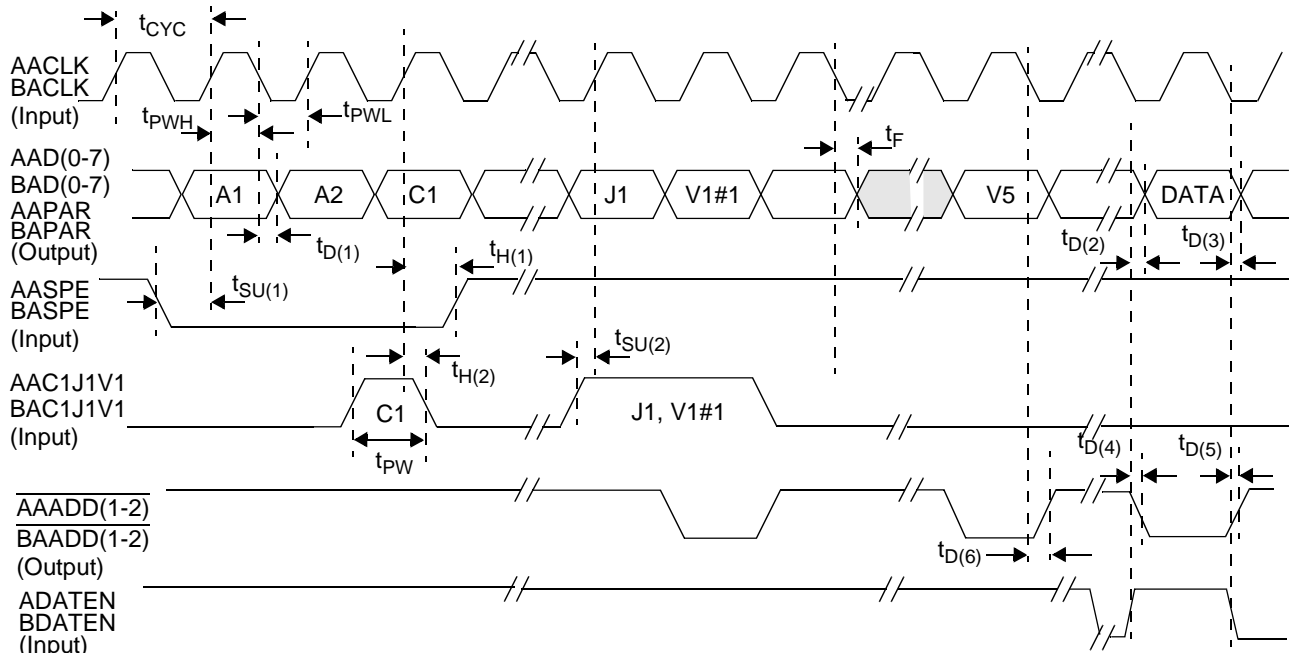 tCYC
AACLK
BACLK
(Input)
tPWH
tPWL
tF
AAD(0-7)
BAD(0-7)
AAPAR
BAPAR
(Output)
A1
A2
C1
J1
V1#1
V5
DATA
tD(1)
tH(1)
tD(2)
tD(3)
AASPE
BASPE
(Input)
tSU(1)
tSU(2)
tH(2)
AAC1J1V1
BAC1J1V1
(Input)
C1
J1, V1#1
tPW
tD(4)
tD(5)
AAADD(1-2)
BAADD(1-2)
(Output)
tD(6)
ADATEN
BDATEN
(Input)